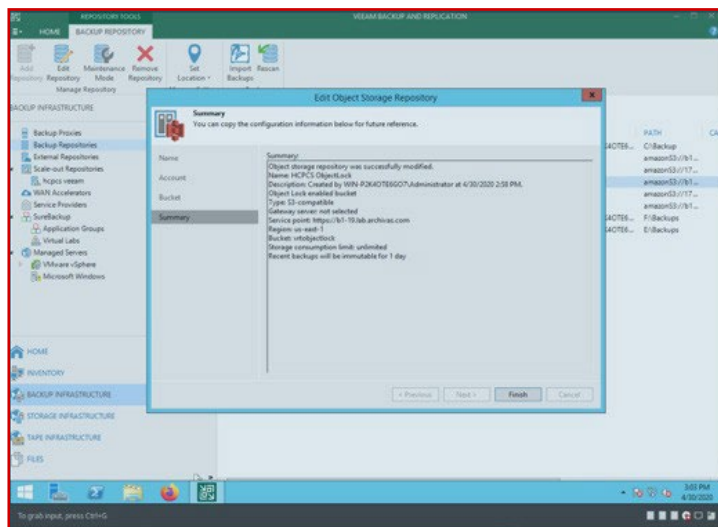 REPOSITORY TOOLS
VEEAM BACKUP AND REPLICATION
HOME
BACKUP REPOSITORY
Add Repository
Edit Repository
Maintenance Mode
Remove Repository
Set Location
Import Backups
Rescan
Manage Repository
BACKUP INFRASTRUCTURE
Backup Proxies
Backup Repositories
External Repositories
Scale-out Repositories
hcpcs veeam
WAN Accelerators
Service Providers
SureBackup
Application Groups
Virtual Labs
Managed Servers
VMware vSphere
Microsoft Windows
HOME
INVENTORY
BACKUP INFRASTRUCTURE
STORAGE INFRASTRUCTURE
TAPE INFRASTRUCTURE
FILES
Edit Object Storage Repository
Summary
You can copy the configuration information below for future reference.
Name
Account
Bucket
Summary
Summary:
Object storage repository was successfully modified.
Name: HCPCS ObjectLock
Description: Created by WIN-P2K4OTE6GO7\Administrator at 4/30/2020 2:58 PM.
Object Lock enabled bucket
Type: S3-compatible
Gateway server: not selected
Service point: https://b1-19.lab.archivas.com
Region: us-east-1
Bucket: vrtobjectlock
Storage consumption limit: unlimited
Recent backups will be immutable for 1 day
< Previous
Next >
Finish
Cancel
PATH
C:\Backup
amazonS3://b1...
amazonS3://17...
amazonS3://17...
amazonS3://b1...
F:\Backups
E:\Backups
3:03 PM
4/30/2020
To grab input, press Ctrl+G